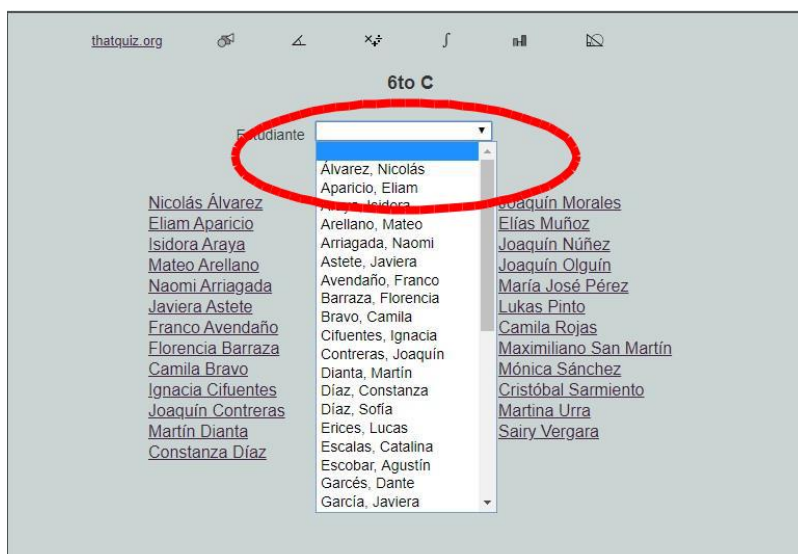 thatquiz.org
6to C
Estudiante
Álvarez, Nicolás
Aparicio, Eliam
Araya, Isidora
Arellano, Mateo
Arriagada, Naomi
Astete, Javiera
Avendaño, Franco
Barraza, Florencia
Bravo, Camila
Cifuentes, Ignacia
Contreras, Joaquín
Dianta, Martín
Díaz, Constanza
Díaz, Sofía
Erices, Lucas
Escalas, Catalina
Escobar, Agustín
Garcés, Dante
García, Javiera
Nicolás Álvarez
Eliam Aparicio
Isidora Araya
Mateo Arellano
Naomi Arriagada
Javiera Astete
Franco Avendaño
Florencia Barraza
Camila Bravo
Ignacia Cifuentes
Joaquín Contreras
Martín Dianta
Constanza Díaz
Joaquín Morales
Elías Muñoz
Joaquín Núñez
Joaquín Olguín
María José Pérez
Lukas Pinto
Camila Rojas
Maximiliano San Martín
Mónica Sánchez
Cristóbal Sarmiento
Martina Urra
Sairy Vergara